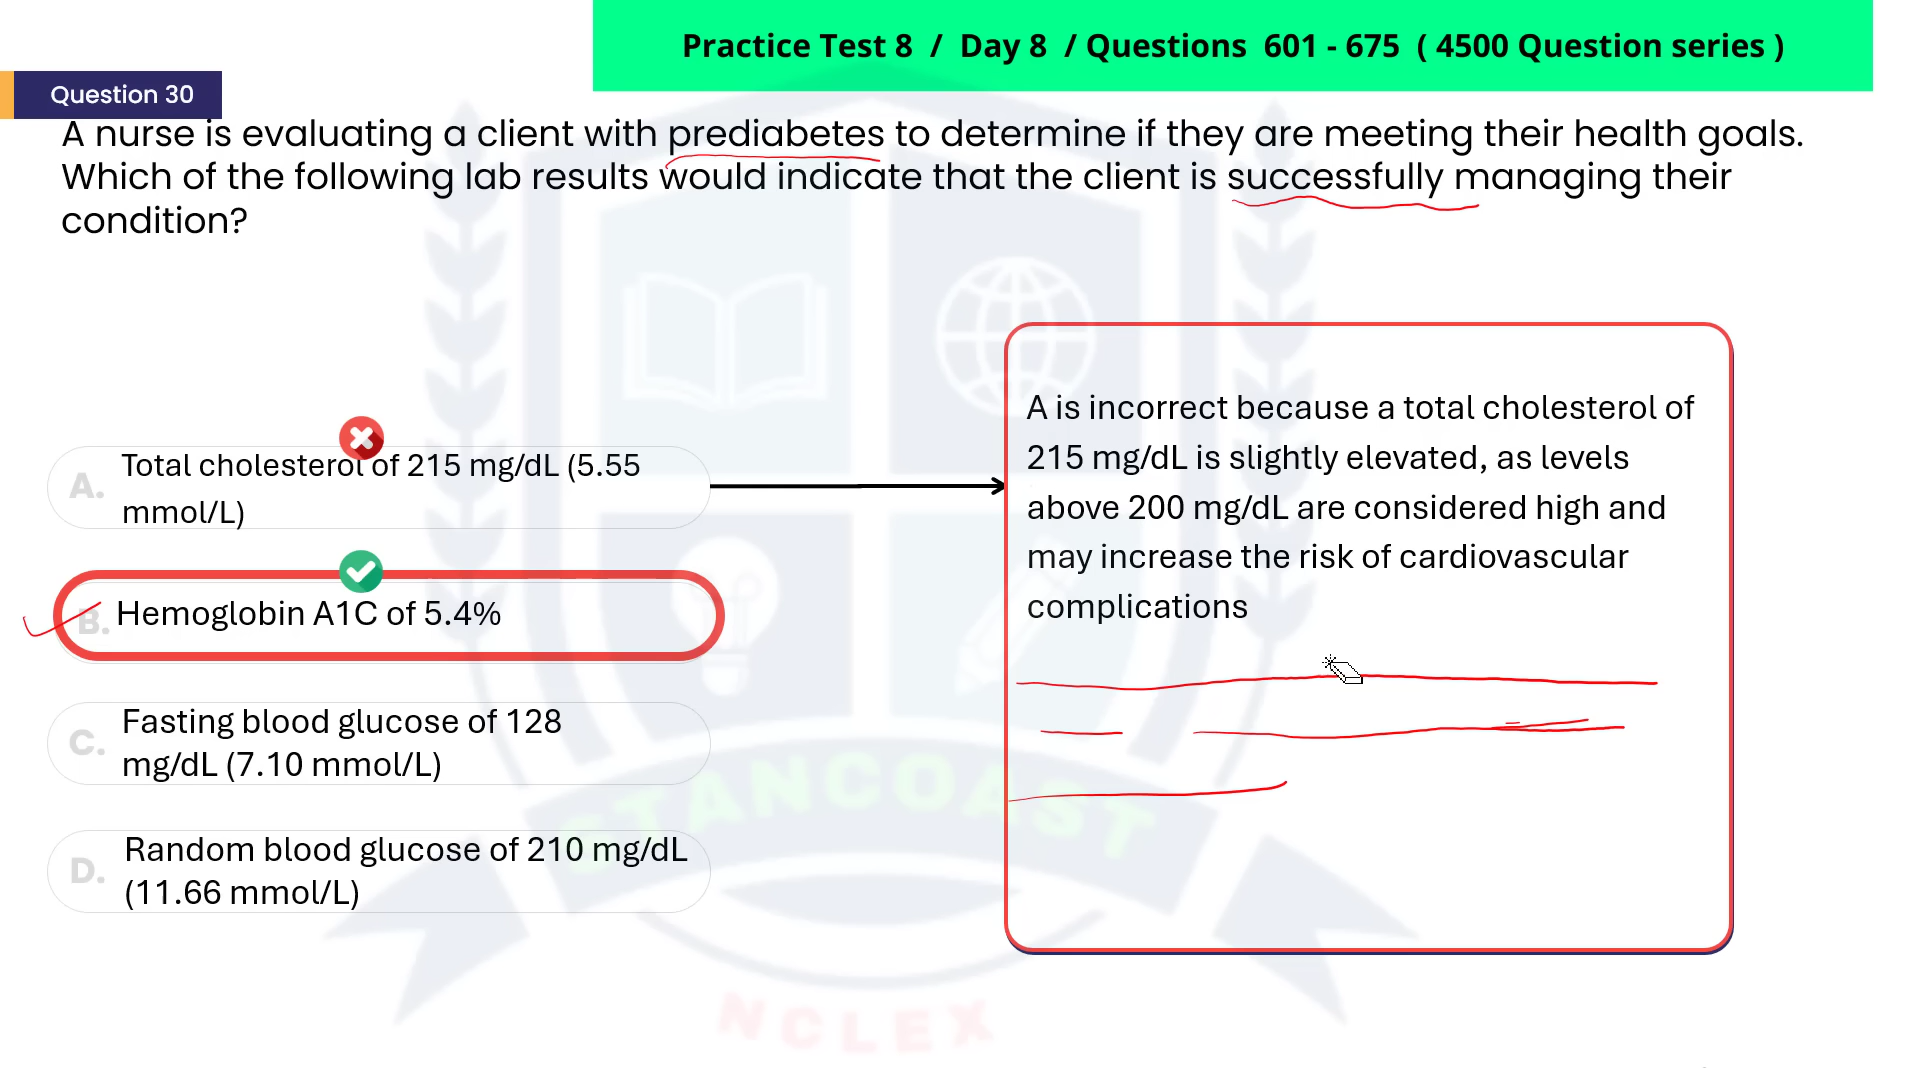 Practice Test 8 / Day 8 / Questions 601 - 675 ( 4500 Question series )
Question 30
A nurse is evaluating a client with prediabetes to determine if they are meeting their health goals.
Which of the following lab results would indicate that the client is successfully managing their
condition?
A. Total cholesterol of 215 mg/dL (5.55
mmol/L)
B. Hemoglobin A1C of 5.4%
C. Fasting blood glucose of 128
mg/dL (7.10 mmol/L)
D. Random blood glucose of 210 mg/dL
(11.66 mmol/L)
A is incorrect because a total cholesterol of
215 mg/dL is slightly elevated, as levels
above 200 mg/dL are considered high and
may increase the risk of cardiovascular
complications
STANCOAST
NCLEX